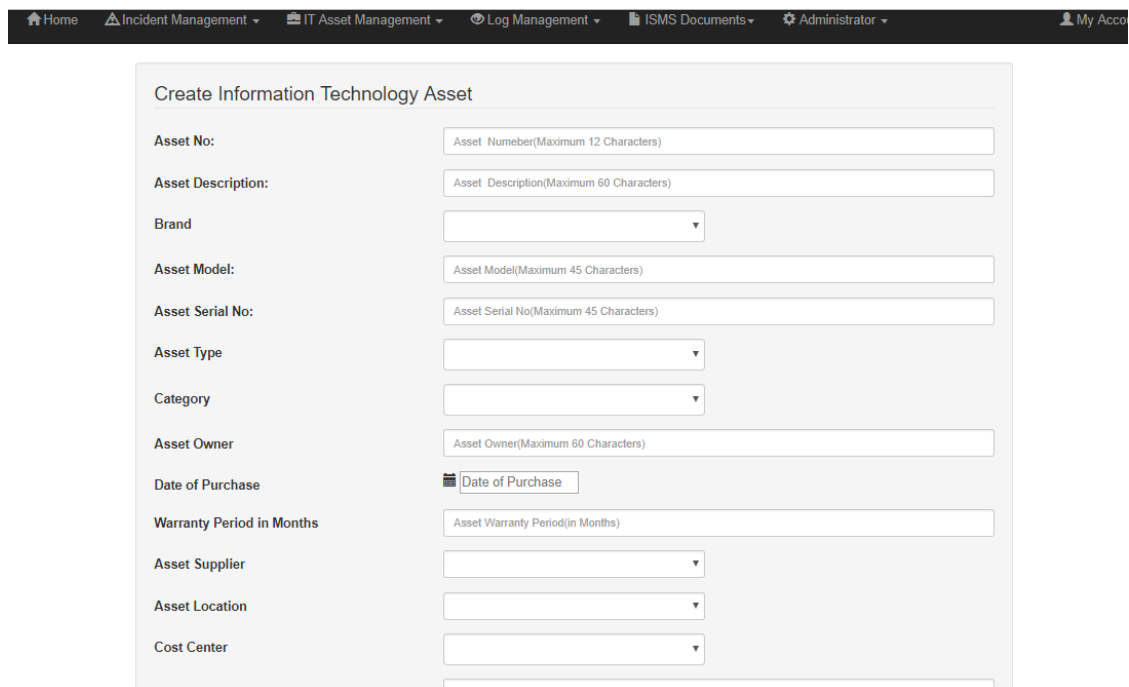 Home Incident Management IT Asset Management Log Management ISMS Documents Administrator My Accou
Create Information Technology Asset
Asset No: Asset Numeber(Maximum 12 Characters)
Asset Description: Asset Description(Maximum 60 Characters)
Brand
Asset Model: Asset Model(Maximum 45 Characters)
Asset Serial No: Asset Serial No(Maximum 45 Characters)
Asset Type
Category
Asset Owner Asset Owner(Maximum 60 Characters)
Date of Purchase Date of Purchase
Warranty Period in Months Asset Warranty Period(in Months)
Asset Supplier
Asset Location
Cost Center